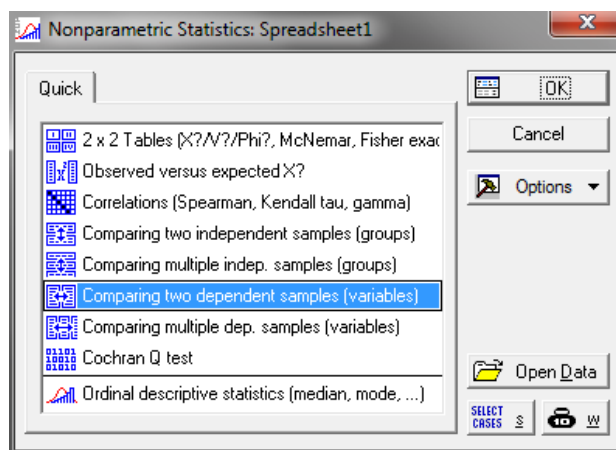 Nonparametric Statistics: Spreadsheet1
Quick
2 x 2 Tables (X?/V?/Phi?, McNemar, Fisher exac
Observed versus expected X?
Correlations (Spearman, Kendall tau, gamma)
Comparing two independent samples (groups)
Comparing multiple indep. samples (groups)
Comparing two dependent samples (variables)
Comparing multiple dep. samples (variables)
Cochran Q test
Ordinal descriptive statistics (median, mode, ...)
OK
Cancel
Options
Open Data
SELECT CASES S
W